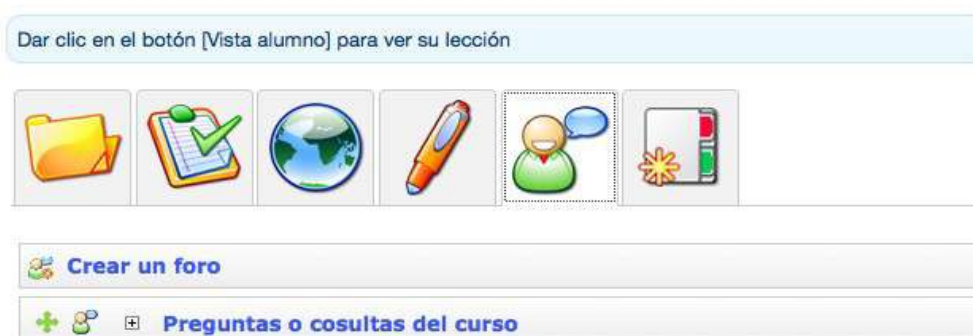 Dar clic en el botón [Vista alumno] para ver su lección
Crear un foro
Preguntas o cosultas del curso